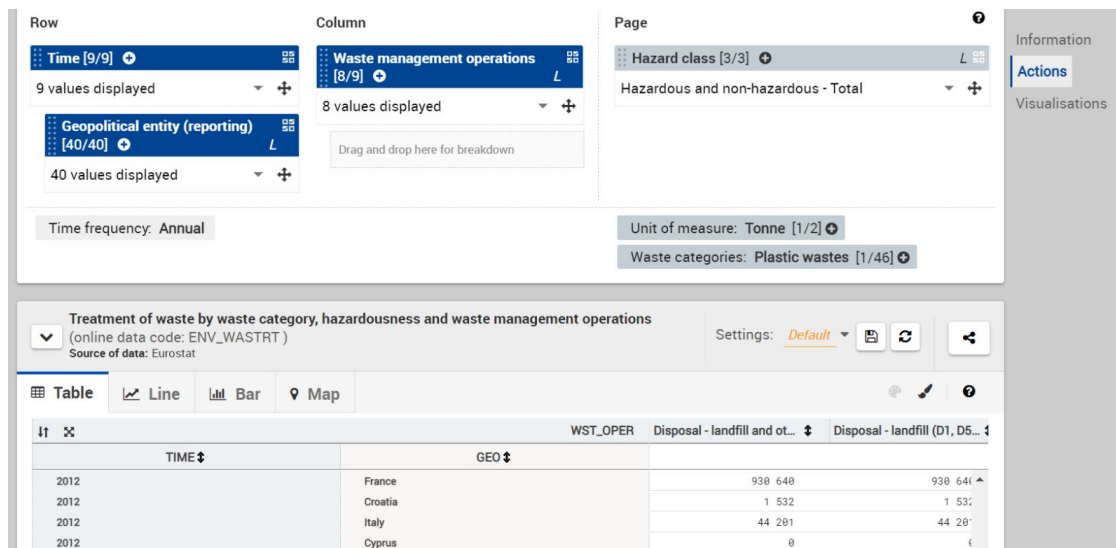 Row
Column
Page
Information
Actions
Visualisations
Time [9/9]
9 values displayed
Geopolitical entity (reporting)
[40/40] L
40 values displayed
Waste management operations
[8/9] L
8 values displayed
Drag and drop here for breakdown
Hazard class [3/3] L
Hazardous and non-hazardous - Total
Time frequency: Annual
Unit of measure: Tonne [1/2]
Waste categories: Plastic wastes [1/46]
Treatment of waste by waste category, hazardousness and waste management operations
(online data code: ENV_WASTRT )
Source of data: Eurostat
Settings: Default
Table Line Bar Map
WST_OPER Disposal - landfill and ot... Disposal - landfill (D1, D5...
TIME GEO
2012 France 930 640
2012 Croatia 1 532
2012 Italy 44 201
2012 Cyprus 0